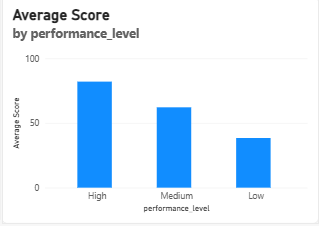 Average Score
by performance_level
100
50
0
Average Score
High Medium Low
performance_level